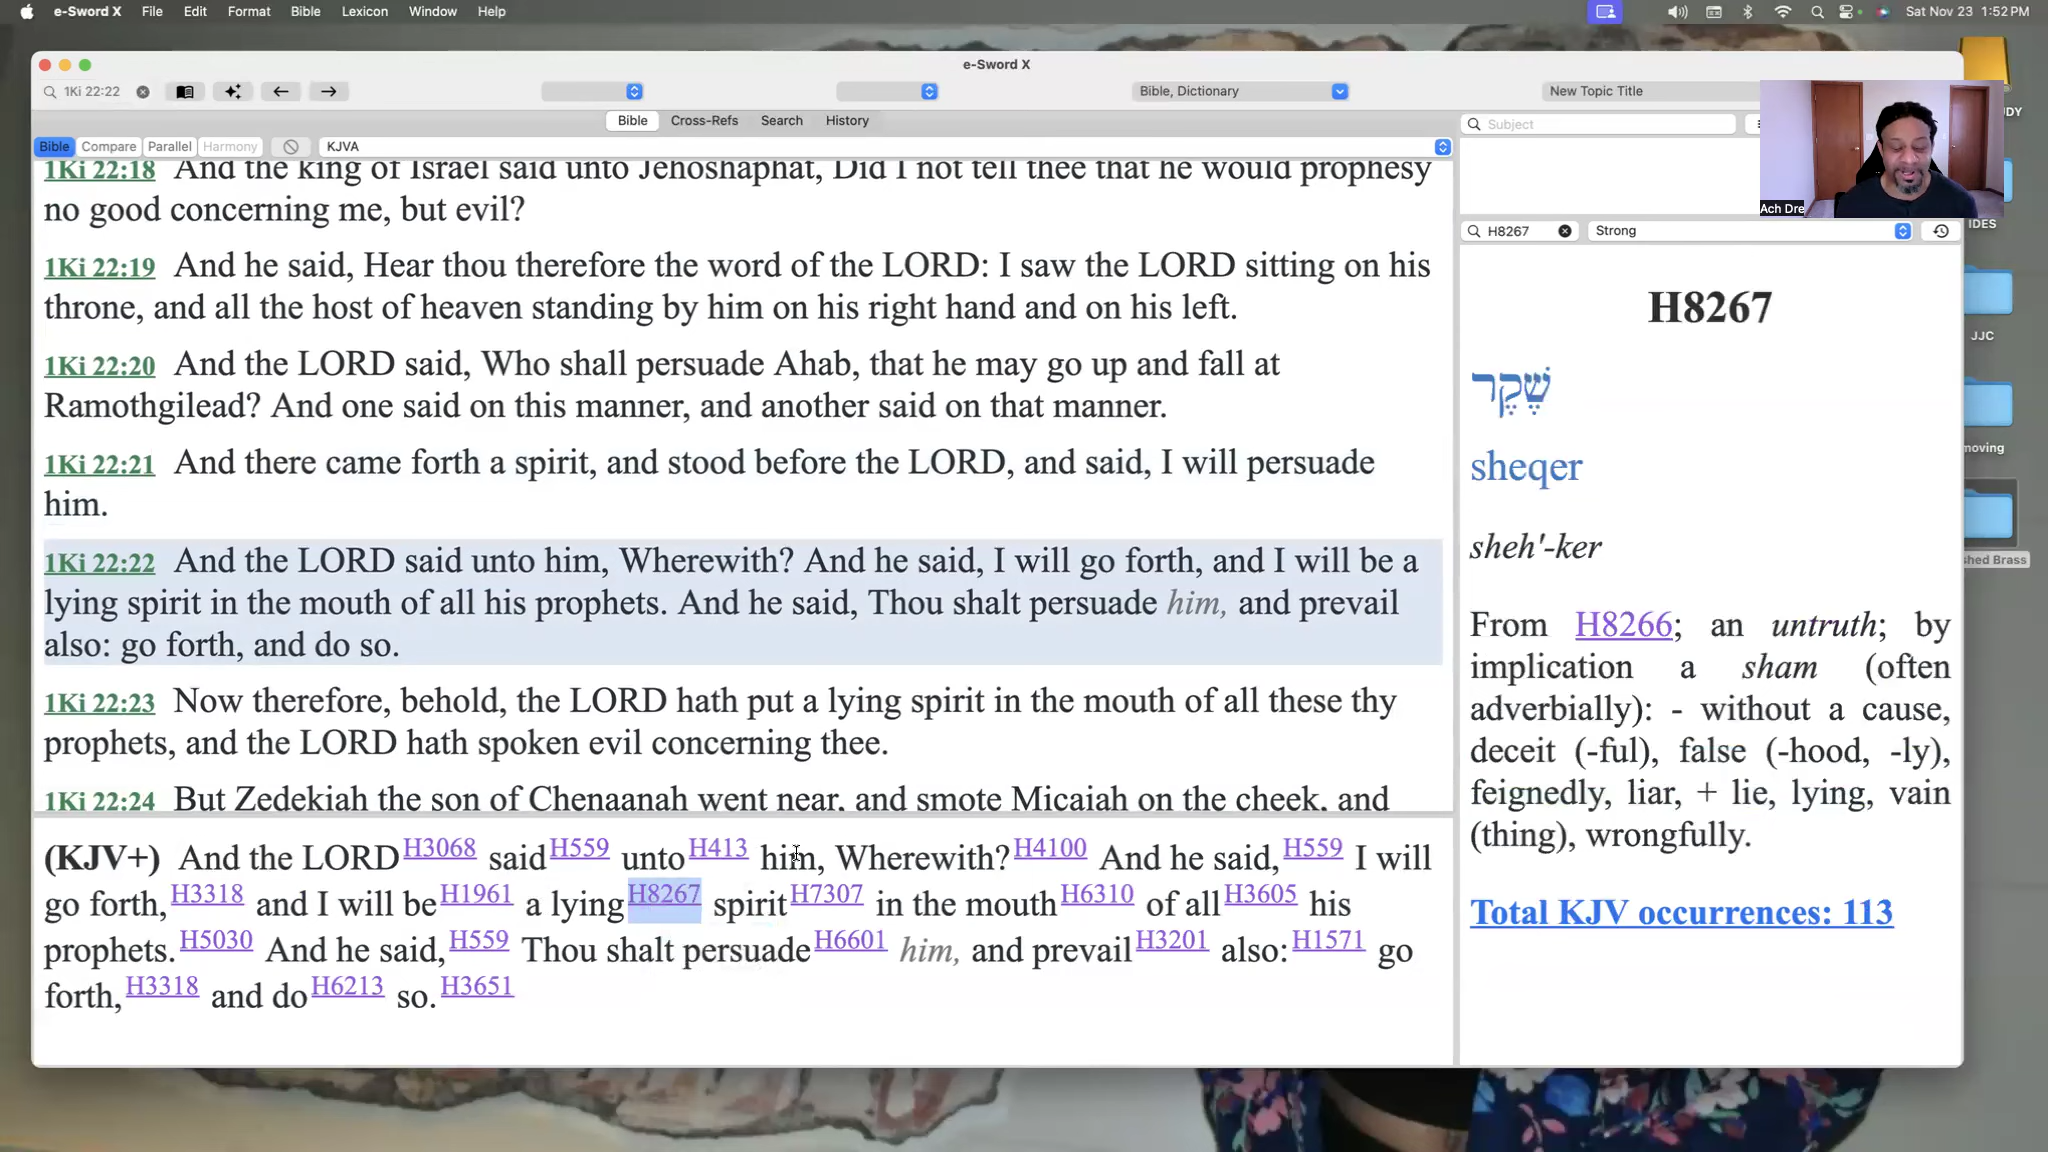 e-Sword X File Edit Format Bible Lexicon Window Help Sat Nov 23 1:52 PM
e-Sword X
1Ki 22:22 Bible, Dictionary New Topic Title
Bible Cross-Refs Search History
Bible Compare Parallel Harmony KJVA
1Ki 22:18 And the king of Israel said unto Jehoshaphat, Did I not tell thee that he would prophesy
no good concerning me, but evil?
1Ki 22:19 And he said, Hear thou therefore the word of the LORD: I saw the LORD sitting on his
throne, and all the host of heaven standing by him on his right hand and on his left.
1Ki 22:20 And the LORD said, Who shall persuade Ahab, that he may go up and fall at
Ramothgilead? And one said on this manner, and another said on that manner.
1Ki 22:21 And there came forth a spirit, and stood before the LORD, and said, I will persuade
him.
1Ki 22:22 And the LORD said unto him, Wherewith? And he said, I will go forth, and I will be a
lying spirit in the mouth of all his prophets. And he said, Thou shalt persuade him, and prevail
also: go forth, and do so.
1Ki 22:23 Now therefore, behold, the LORD hath put a lying spirit in the mouth of all these thy
prophets, and the LORD hath spoken evil concerning thee.
1Ki 22:24 But Zedekiah the son of Chenaanah went near, and smote Micaiah on the cheek, and
(KJV+) And the LORD H3068 said H559 unto H413 him, Wherewith? H4100 And he said, H559 I will
go forth, H3318 and I will be H1961 a lying H8267 spirit H7307 in the mouth H6310 of all H3605 his
prophets. H5030 And he said, H559 Thou shalt persuade H6601 him, and prevail H3201 also: H1571 go
forth, H3318 and do H6213 so. H3651
Subject
H8267 Strong
H8267
שֶׁקֶר
sheqer
sheh'-ker
From H8266; an untruth; by
implication a sham (often
adverbially): - without a cause,
deceit (-ful), false (-hood, -ly),
feignedly, liar, + lie, lying, vain
(thing), wrongfully.
Total KJV occurrences: 113
Ach Dre
DY
IDES
JJC
moving
shed Brass